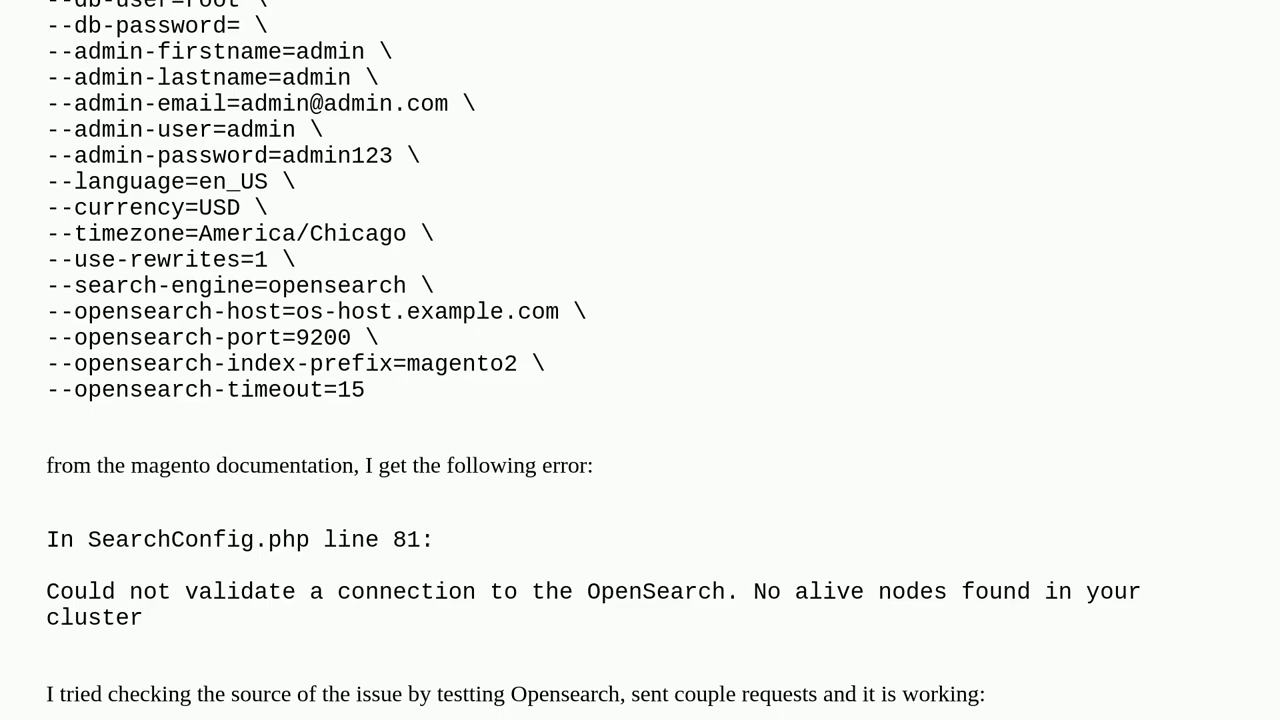 --db-user=root \
--db-password= \
--admin-firstname=admin \
--admin-lastname=admin \
--admin-email=admin@admin.com \
--admin-user=admin \
--admin-password=admin123 \
--language=en_US \
--currency=USD \
--timezone=America/Chicago \
--use-rewrites=1 \
--search-engine=opensearch \
--opensearch-host=os-host.example.com \
--opensearch-port=9200 \
--opensearch-index-prefix=magento2 \
--opensearch-timeout=15
from the magento documentation, I get the following error:
In SearchConfig.php line 81:
Could not validate a connection to the OpenSearch. No alive nodes found in your
cluster
I tried checking the source of the issue by testting Opensearch, sent couple requests and it is working: